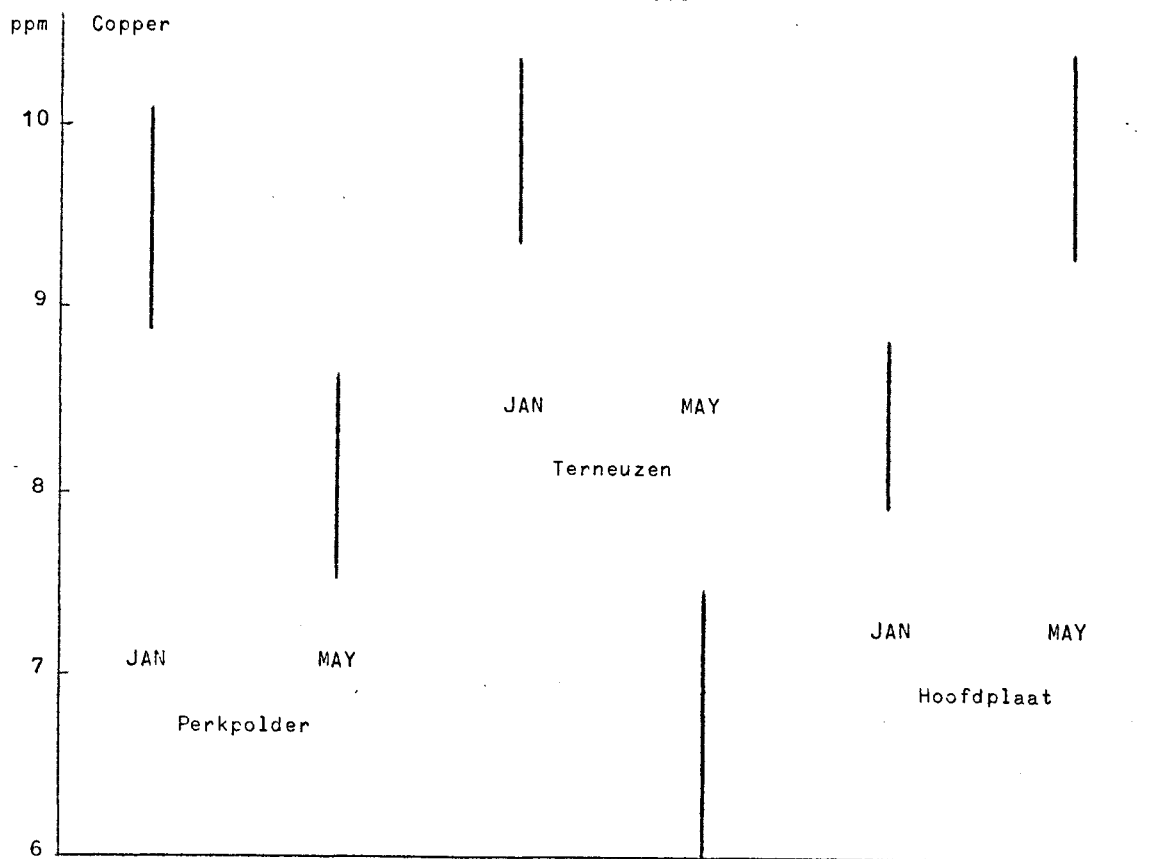 ppm Copper
10
9
JAN MAY
Terneuzen
8
JAN MAY
7
JAN MAY
Hoofdplaat
Perkpolder
6